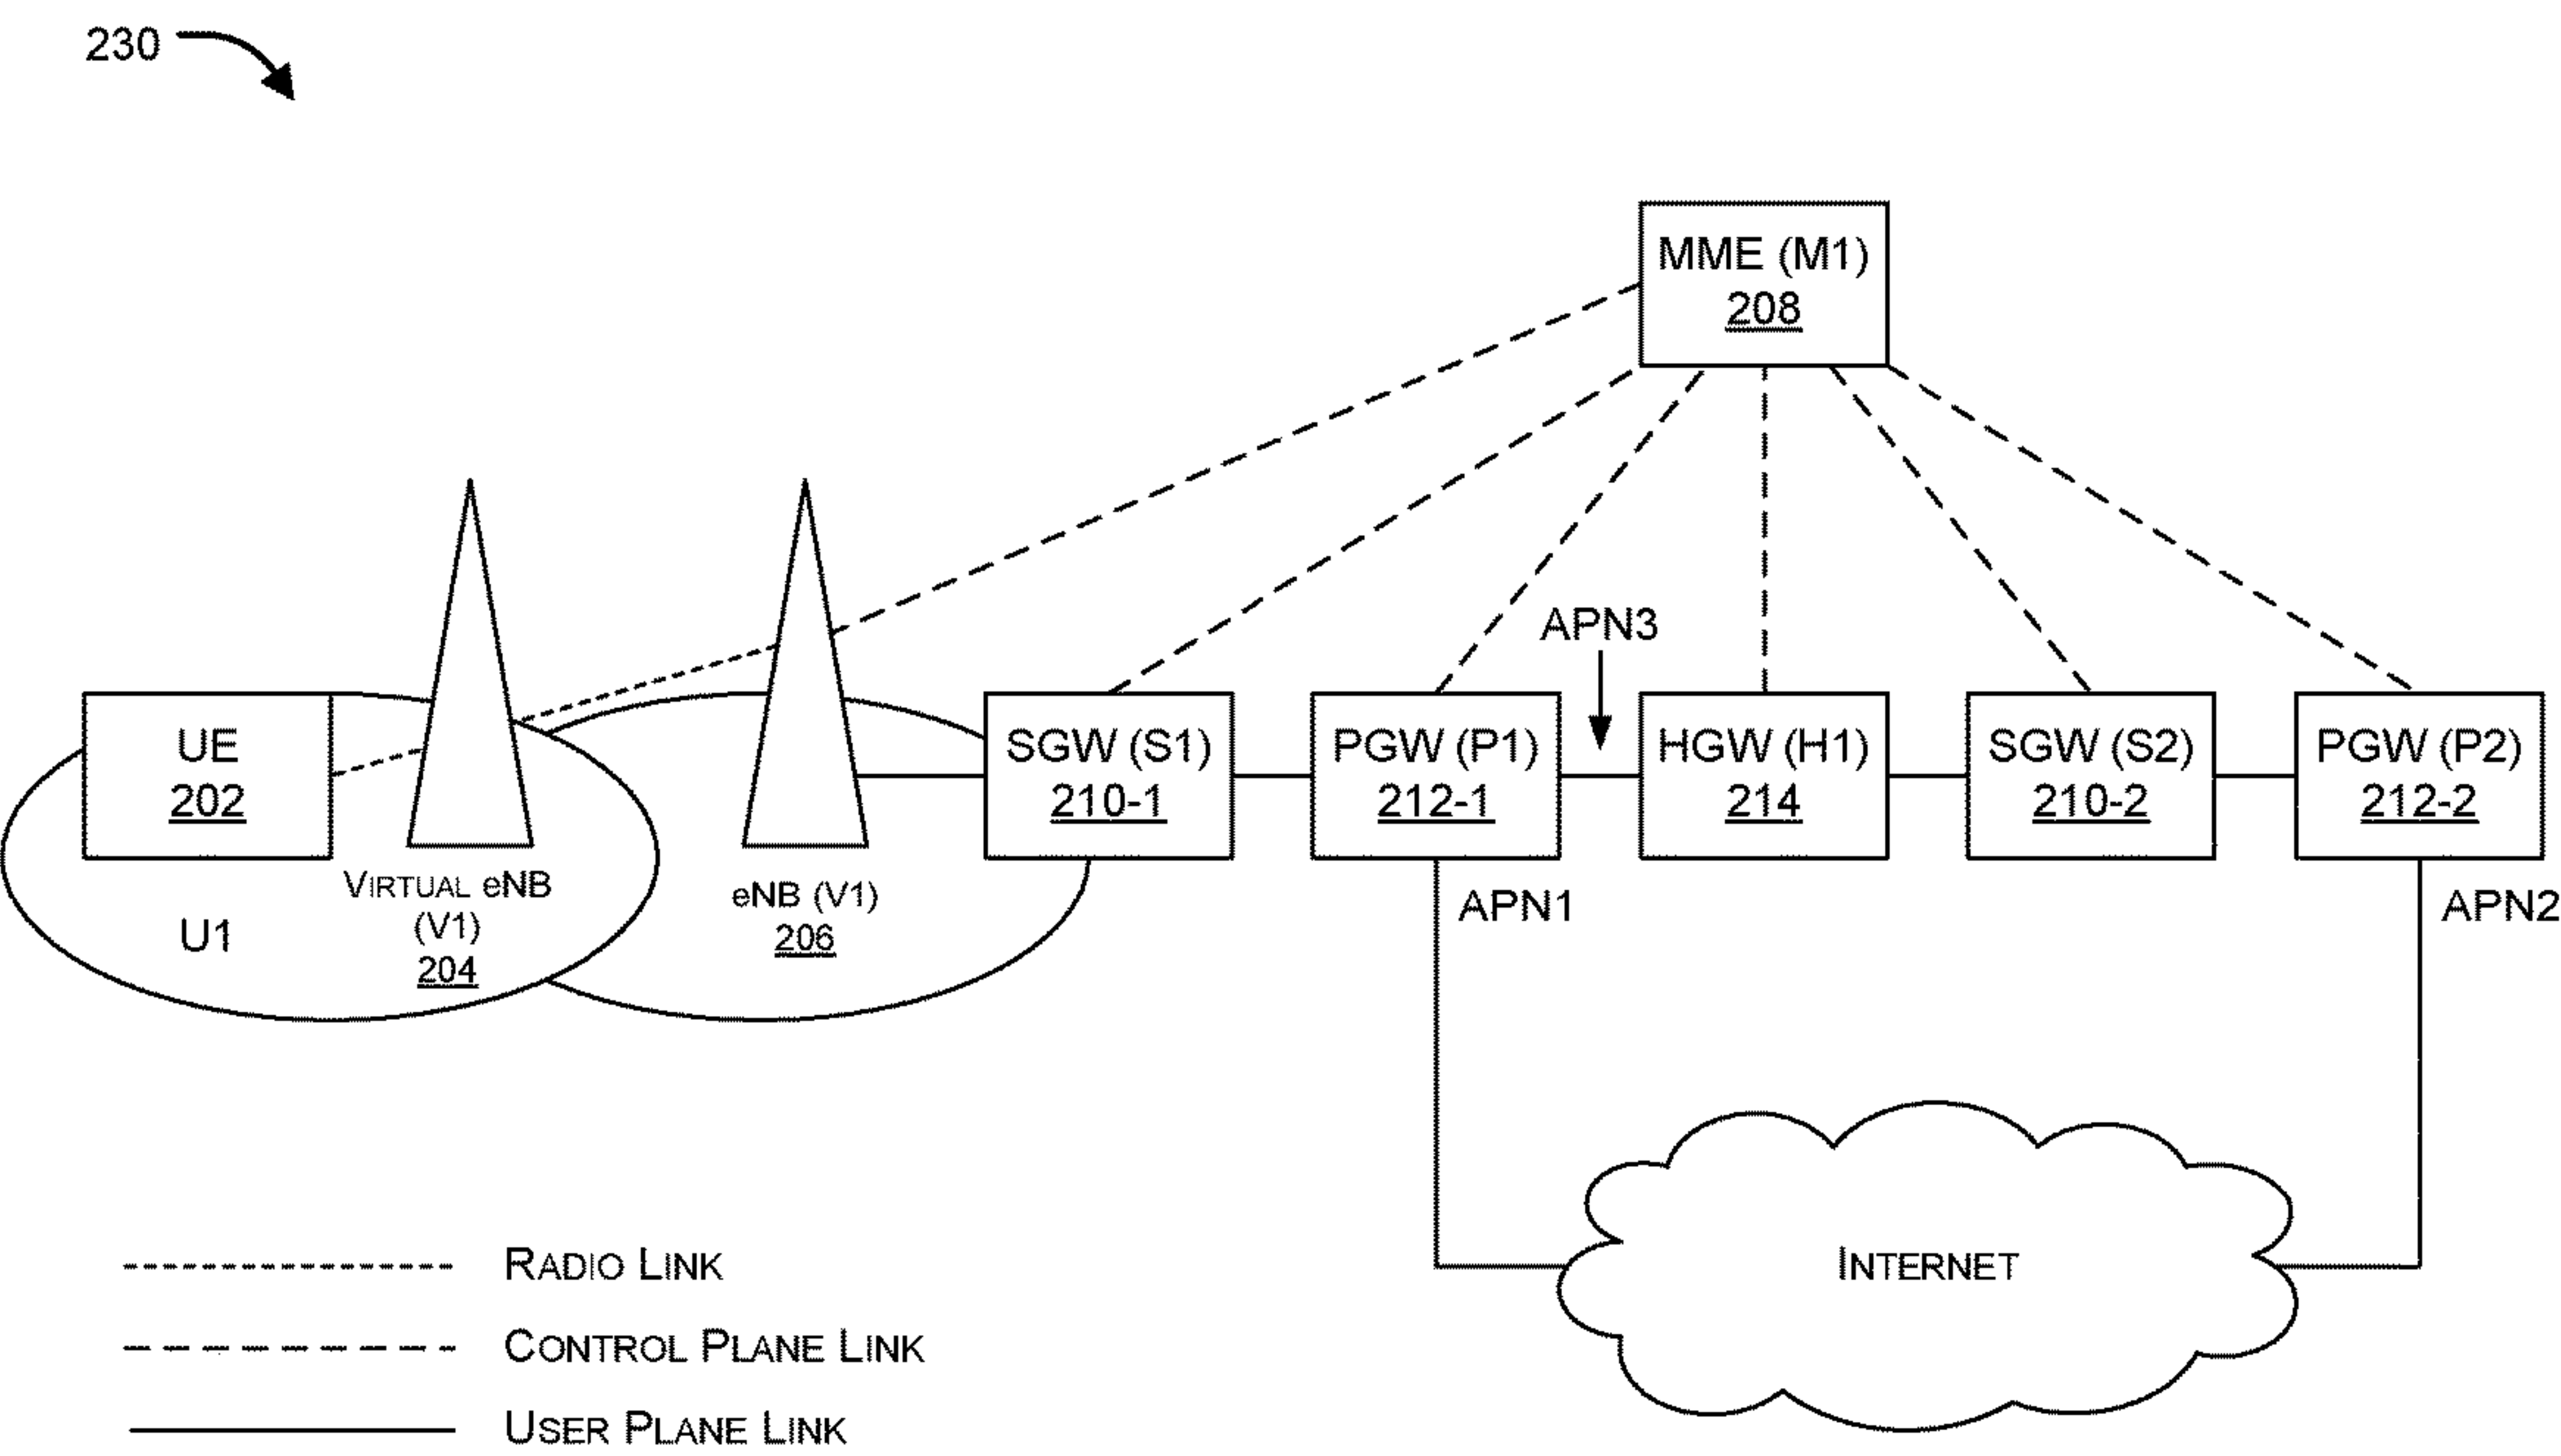 230
MME (M1)
208
APN3
UE
202
SGW (S1)
210-1
PGW (P1)
212-1
HGW (H1)
214
SGW (S2)
210-2
PGW (P2)
212-2
VIRTUAL eNB
(V1)
204
U1
eNB (V1)
206
APN1
APN2
INTERNET
RADIO LINK
CONTROL PLANE LINK
USER PLANE LINK